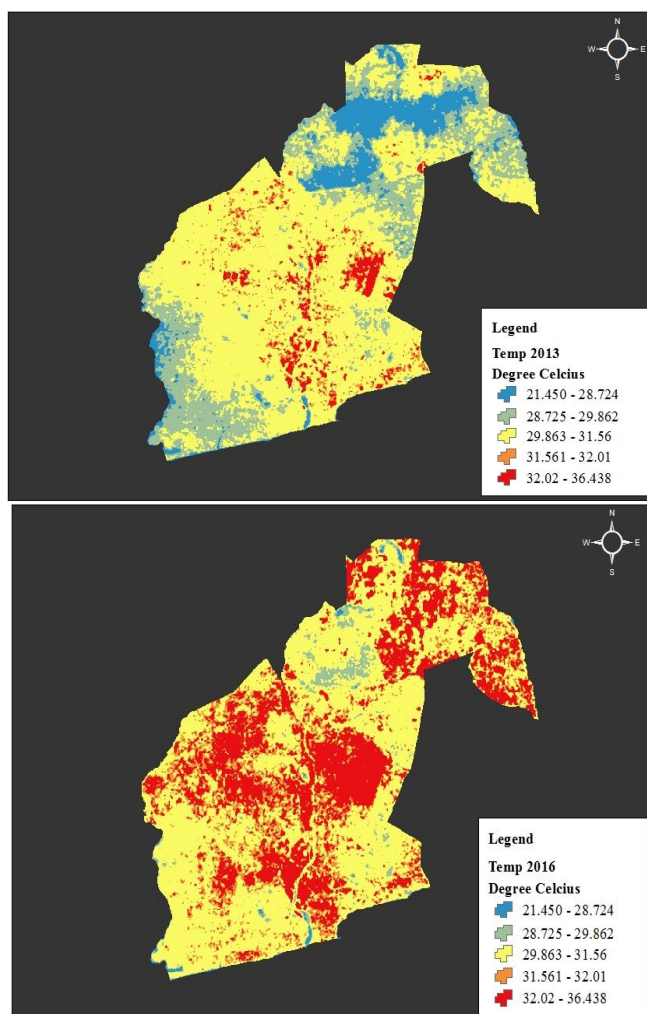 N
W E
S
Legend
Temp 2013
Degree Celcius
21.450 - 28.724
28.725 - 29.862
29.863 - 31.56
31.561 - 32.01
32.02 - 36.438
N
W E
S
Legend
Temp 2016
Degree Celcius
21.450 - 28.724
28.725 - 29.862
29.863 - 31.56
31.561 - 32.01
32.02 - 36.438